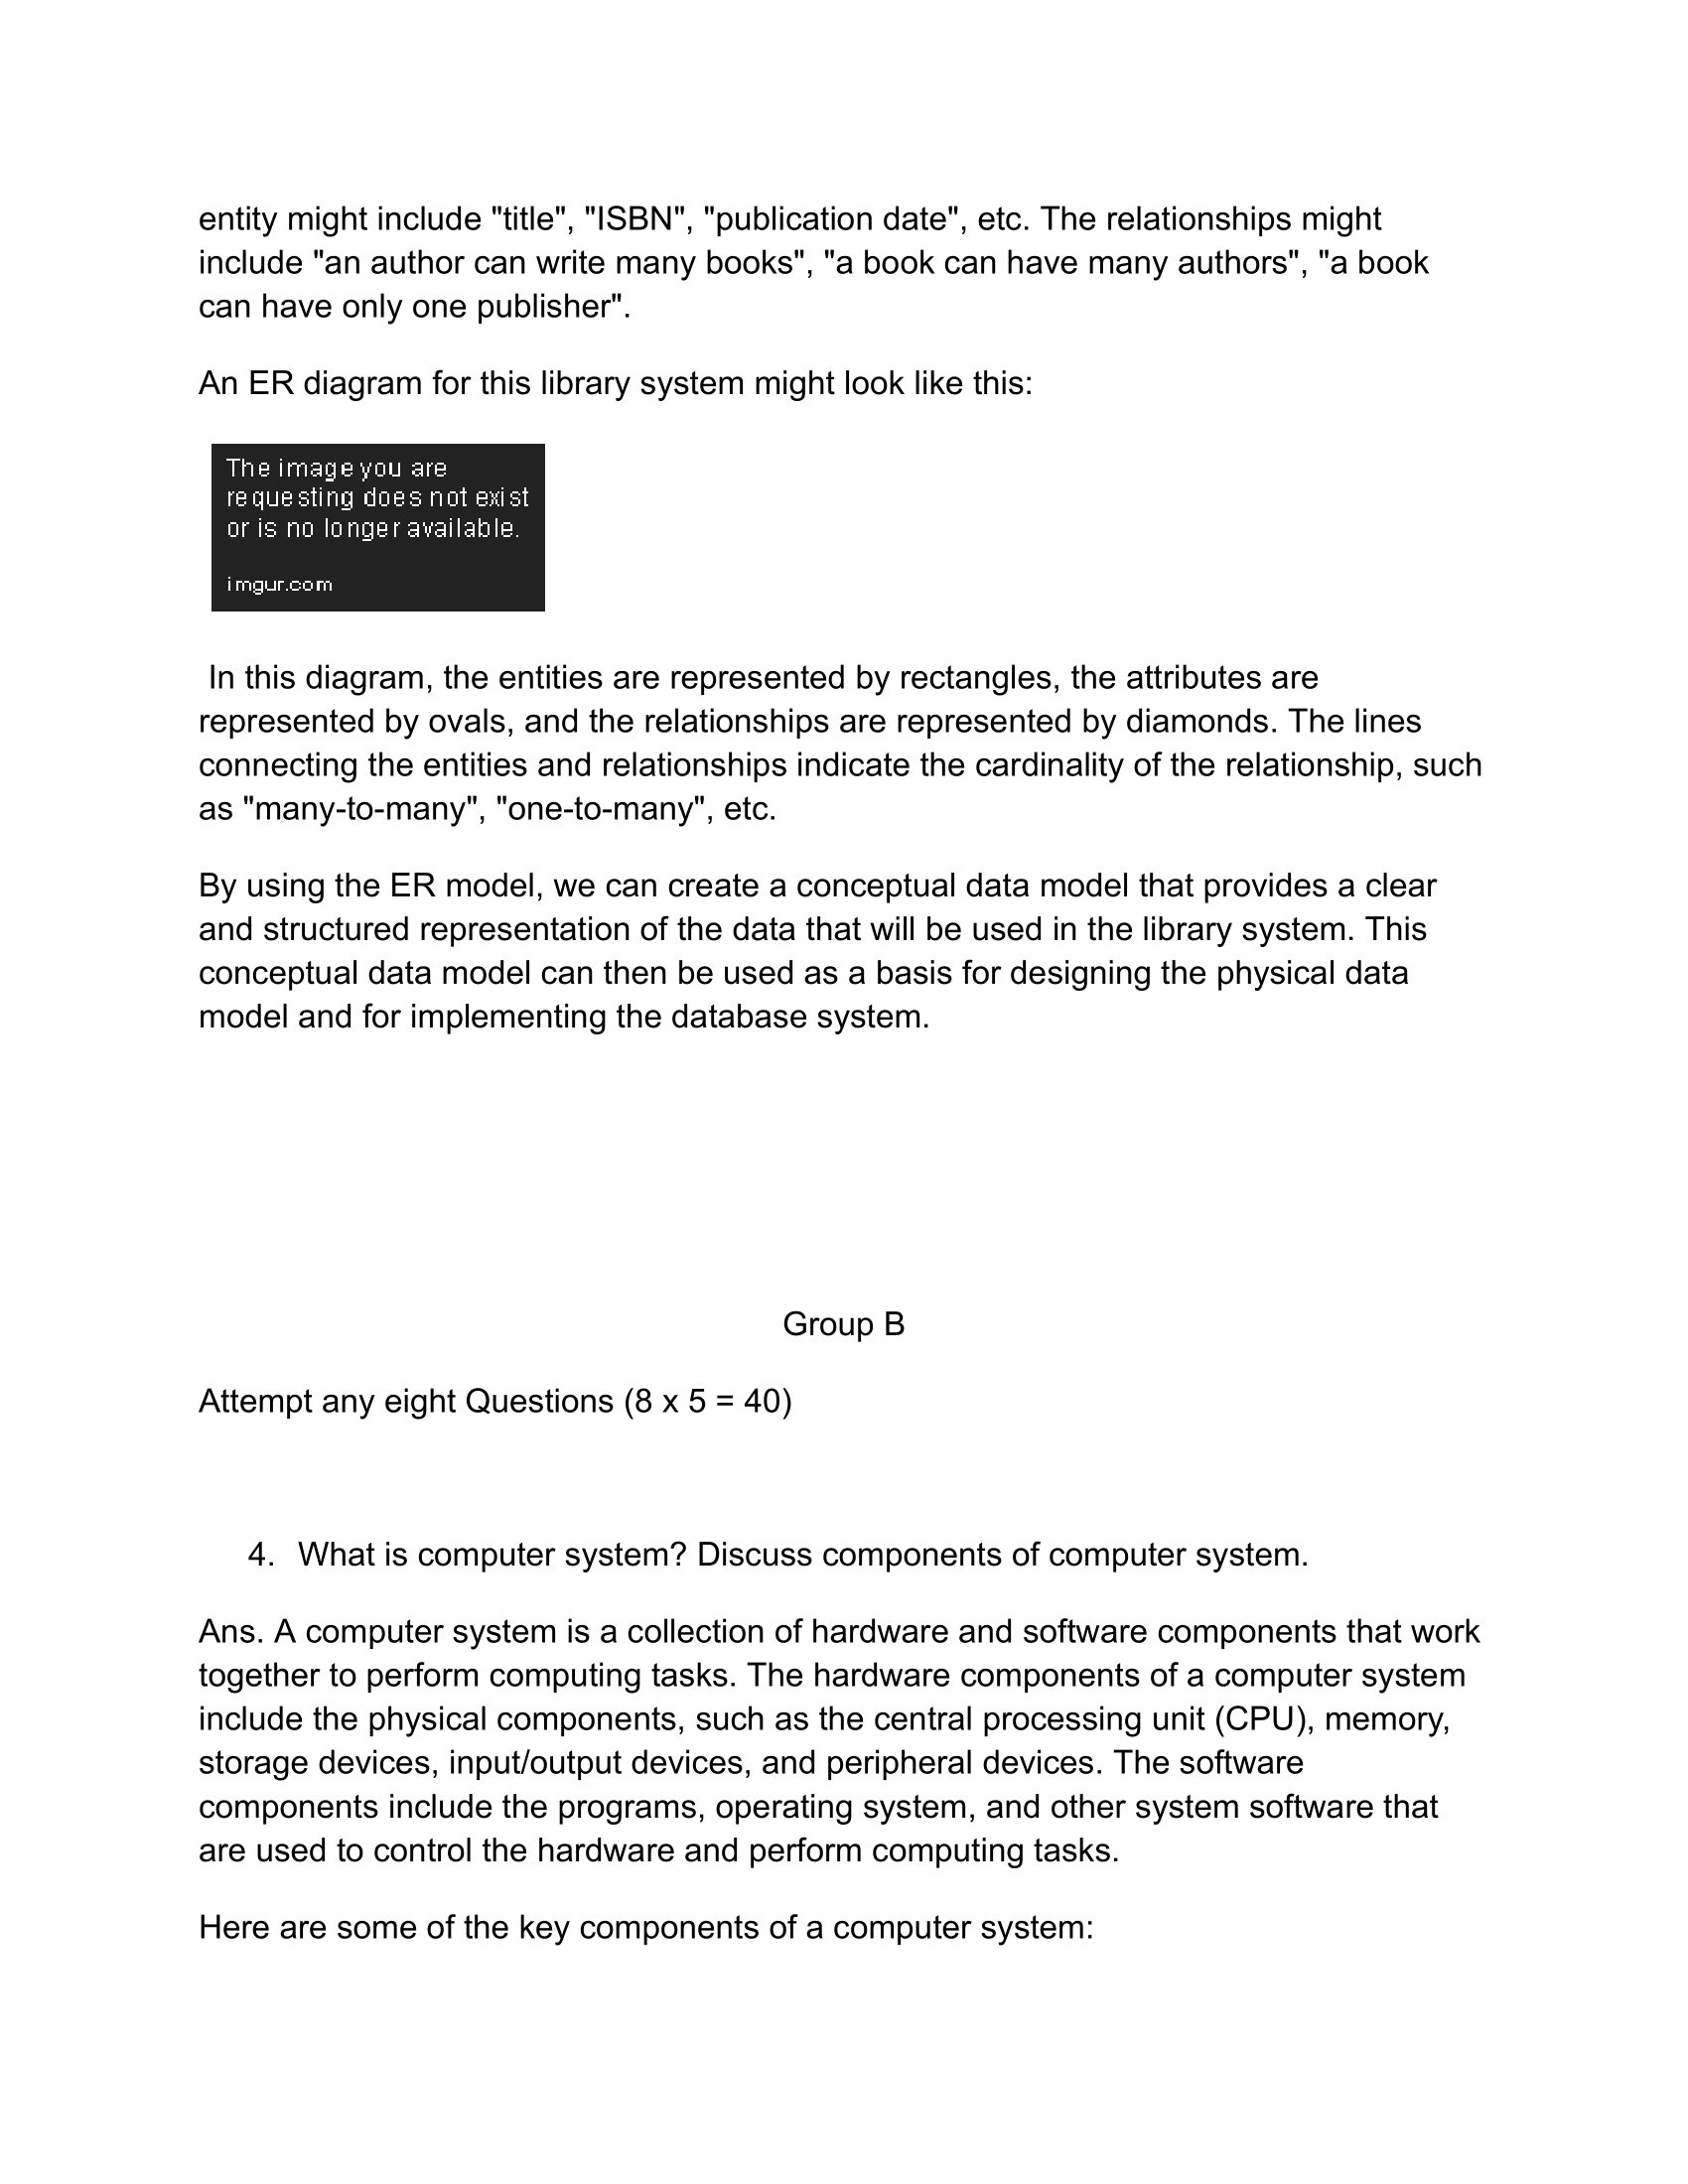 entity might include "title", "ISBN", "publication date", etc. The relationships might
include "an author can write many books", "a book can have many authors", "a book
can have only one publisher".
An ER diagram for this library system might look like this:
The image you are
requesting does not exist
or is no longer available.
imgur.com
In this diagram, the entities are represented by rectangles, the attributes are
represented by ovals, and the relationships are represented by diamonds. The lines
connecting the entities and relationships indicate the cardinality of the relationship, such
as "many-to-many", "one-to-many", etc.
By using the ER model, we can create a conceptual data model that provides a clear
and structured representation of the data that will be used in the library system. This
conceptual data model can then be used as a basis for designing the physical data
model and for implementing the database system.
Group B
Attempt any eight Questions (8 x 5 = 40)
4. What is computer system? Discuss components of computer system.
Ans. A computer system is a collection of hardware and software components that work
together to perform computing tasks. The hardware components of a computer system
include the physical components, such as the central processing unit (CPU), memory,
storage devices, input/output devices, and peripheral devices. The software
components include the programs, operating system, and other system software that
are used to control the hardware and perform computing tasks.
Here are some of the key components of a computer system: